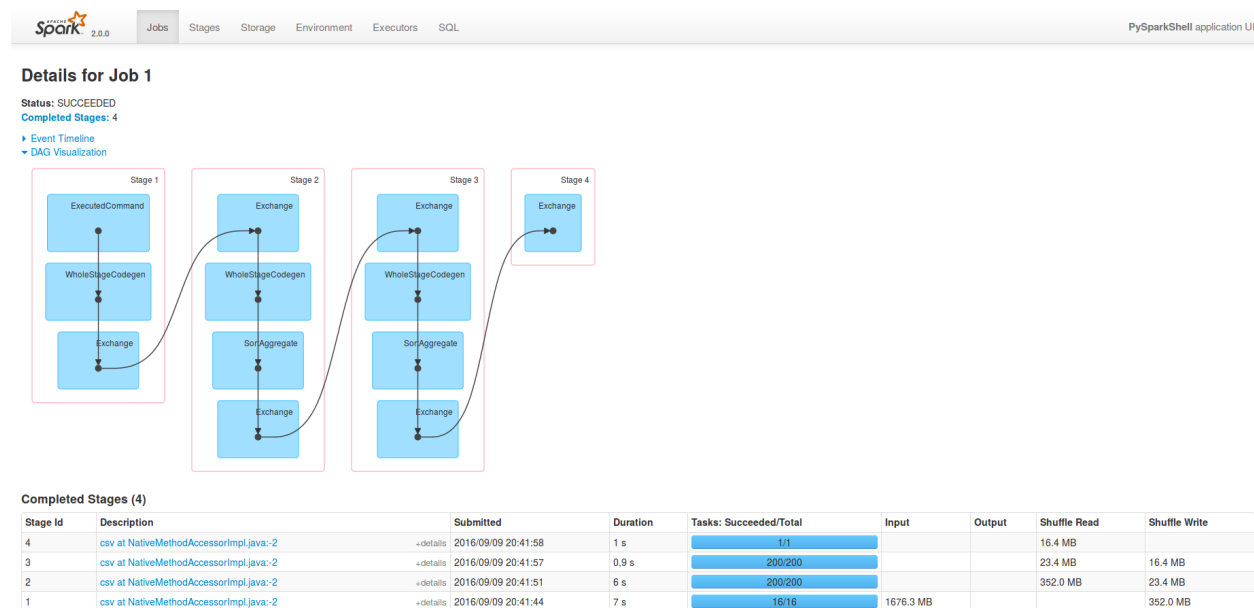 APACHE Spark 2.0.0 Jobs Stages Storage Environment Executors SQL PySparkShell application UI
Details for Job 1
Status: SUCCEEDED
Completed Stages: 4
Event Timeline
DAG Visualization
Stage 1 Stage 2 Stage 3 Stage 4
ExecutedCommand Exchange Exchange Exchange
WholeStageCodegen WholeStageCodegen WholeStageCodegen
Exchange SortAggregate SortAggregate
Exchange Exchange
Completed Stages (4)
Stage Id Description Submitted Duration Tasks: Succeeded/Total Input Output Shuffle Read Shuffle Write
4 csv at NativeMethodAccessorImpl.java:-2 +details 2016/09/09 20:41:58 1 s 1/1 16.4 MB
3 csv at NativeMethodAccessorImpl.java:-2 +details 2016/09/09 20:41:57 0,9 s 200/200 23.4 MB 16.4 MB
2 csv at NativeMethodAccessorImpl.java:-2 +details 2016/09/09 20:41:51 6 s 200/200 352.0 MB 23.4 MB
1 csv at NativeMethodAccessorImpl.java:-2 +details 2016/09/09 20:41:44 7 s 16/16 1676.3 MB 352.0 MB